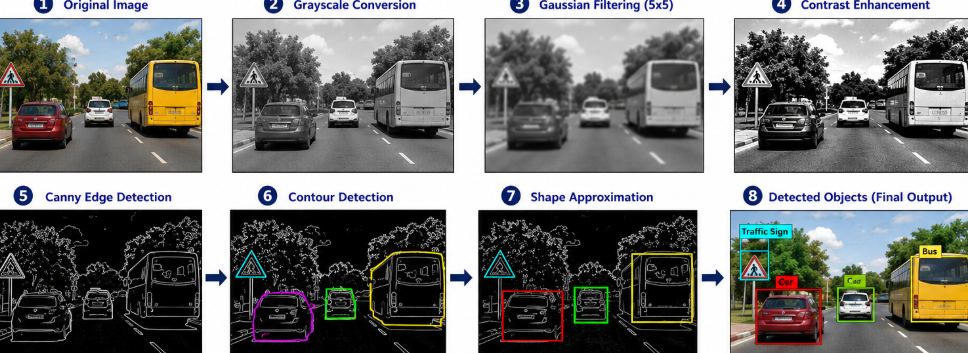 1 Original Image
2 Grayscale Conversion
3 Gaussian Filtering (5x5)
4 Contrast Enhancement
5 Canny Edge Detection
6 Contour Detection
7 Shape Approximation
8 Detected Objects (Final Output)
Traffic Sign
Bus
Car
Car